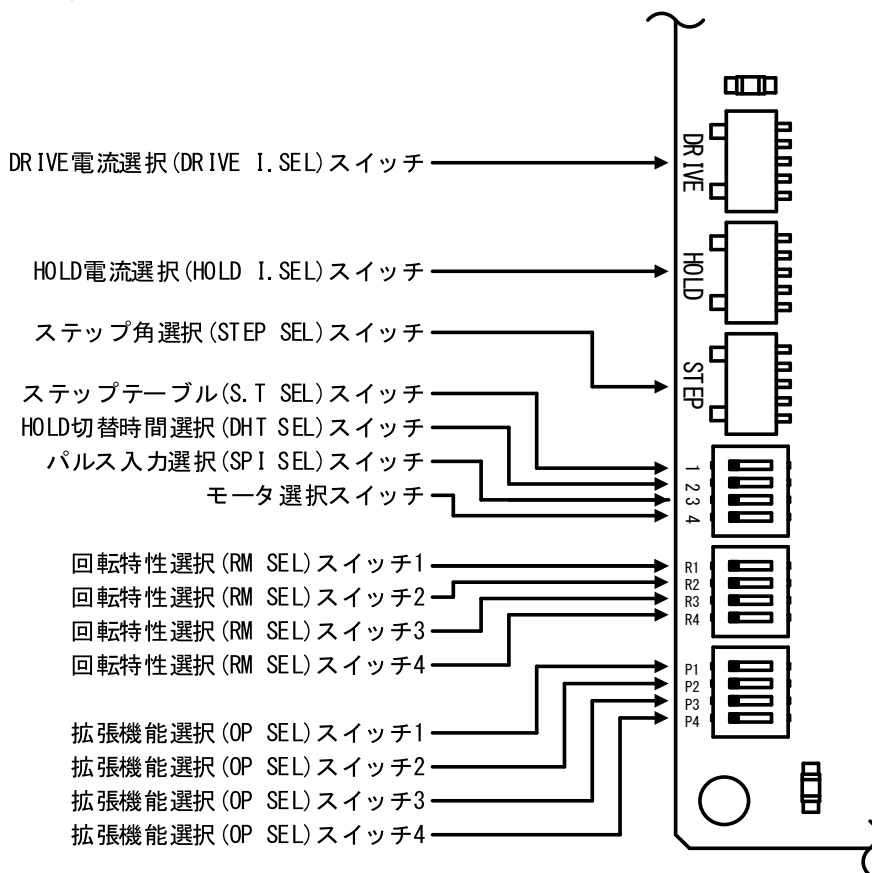 DRIVE電流選択(DRIVE I.SEL)スイッチ
HOLD電流選択(HOLD I.SEL)スイッチ
ステップ角選択(STEP SEL)スイッチ
ステップテーブル(S.T SEL)スイッチ
HOLD切替時間選択(DHT SEL)スイッチ
パルス入力選択(SPI SEL)スイッチ
モータ選択スイッチ
回転特性選択(RM SEL)スイッチ1
回転特性選択(RM SEL)スイッチ2
回転特性選択(RM SEL)スイッチ3
回転特性選択(RM SEL)スイッチ4
拡張機能選択(OP SEL)スイッチ1
拡張機能選択(OP SEL)スイッチ2
拡張機能選択(OP SEL)スイッチ3
拡張機能選択(OP SEL)スイッチ4
DRIVE
HOLD
STEP
1
2
3
4
R1
R2
R3
R4
P1
P2
P3
P4